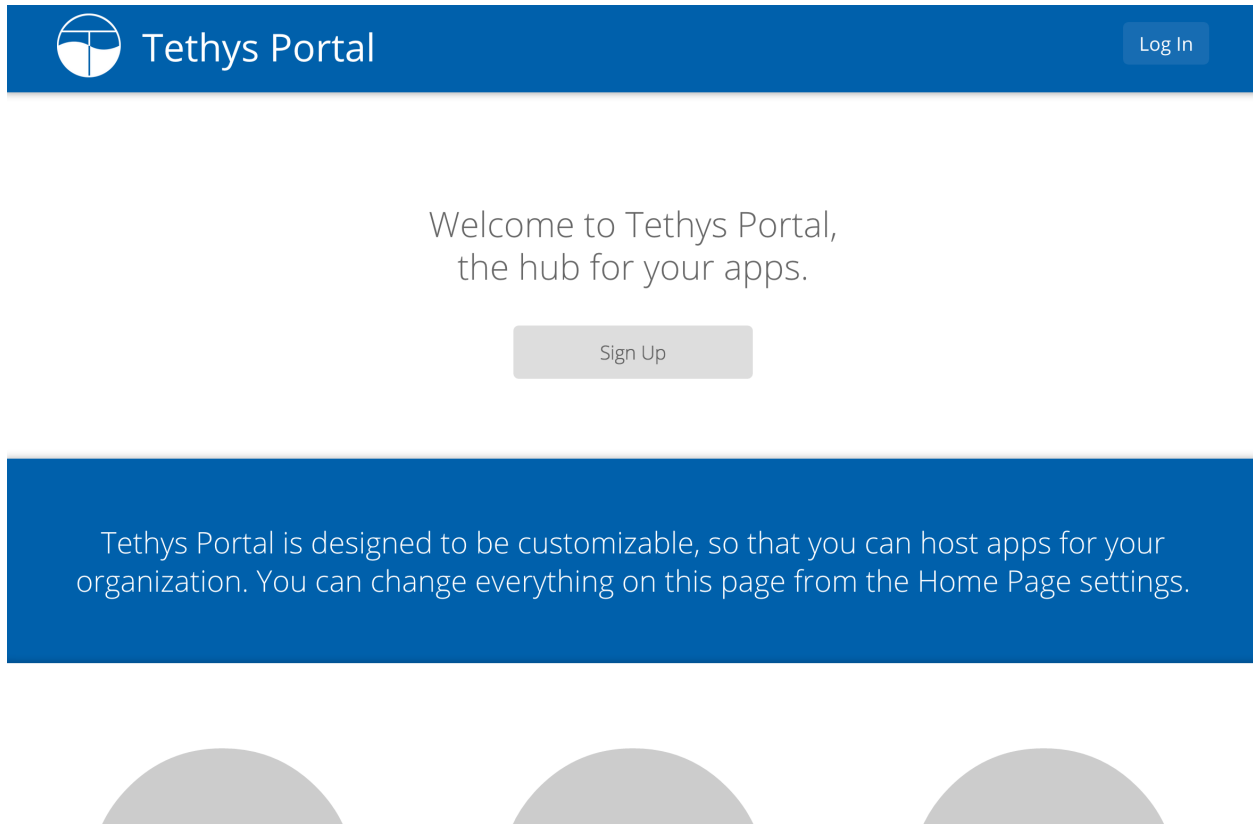 Tethys Portal
Log In
Welcome to Tethys Portal,
the hub for your apps.
Sign Up
Tethys Portal is designed to be customizable, so that you can host apps for your
organization. You can change everything on this page from the Home Page settings.